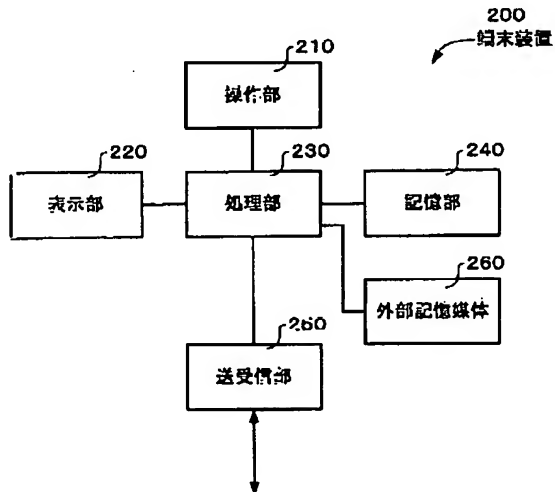 200
端末装置
210
操作部
220
表示部
230
処理部
240
記憶部
260
外部記憶媒体
260
送受信部